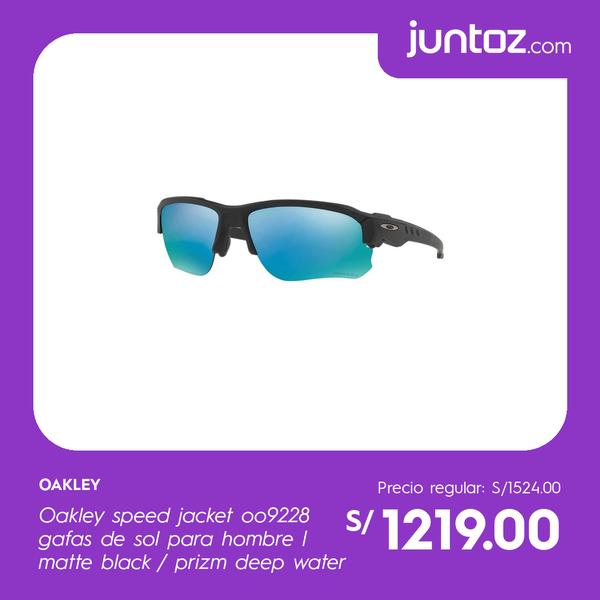 juntoz.com
OAKLEY
Oakley speed jacket oo9228
gafas de sol para hombre |
matte black / prizm deep water
Precio regular: S/1524.00
S/ 1219.00